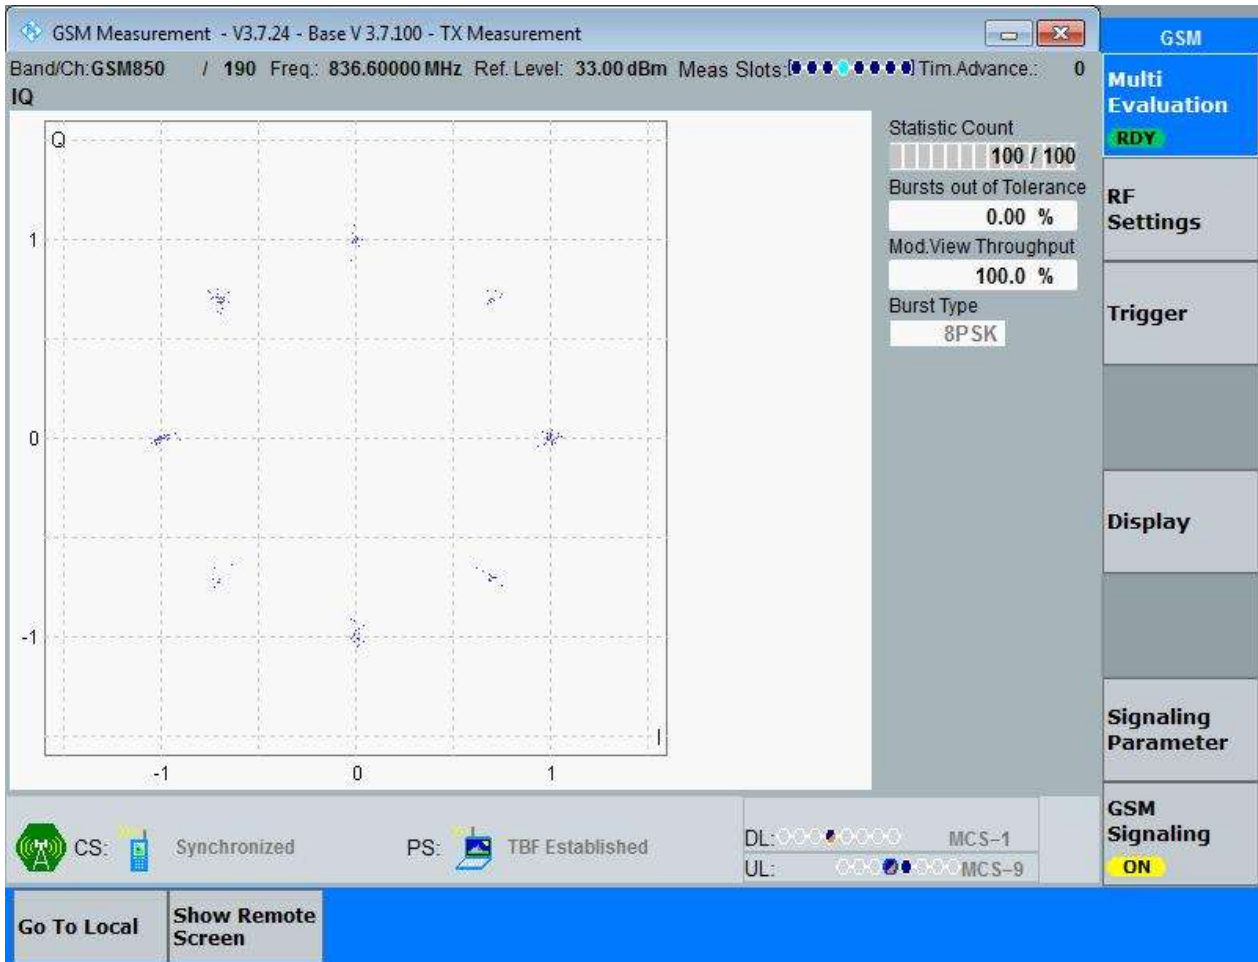 GSM Measurement - V3.7.24 - Base V 3.7.100 - TX Measurement
GSM
Band/Ch:GSM850 / 190 Freq.: 836.60000 MHz Ref. Level: 33.00 dBm Meas Slots: Tim.Advance.: 0
IQ
Multi
Evaluation
RDY
Q
Statistic Count
100 / 100
Bursts out of Tolerance
0.00 %
Mod.View Throughput
100.0 %
Burst Type
8PSK
RF
Settings
Trigger
Display
Signaling
Parameter
GSM
Signaling
ON
1
0
-1
I
-1 0 1
CS: Synchronized PS: TBF Established
DL: MCS-1
UL: MCS-9
Go To Local
Show Remote
Screen